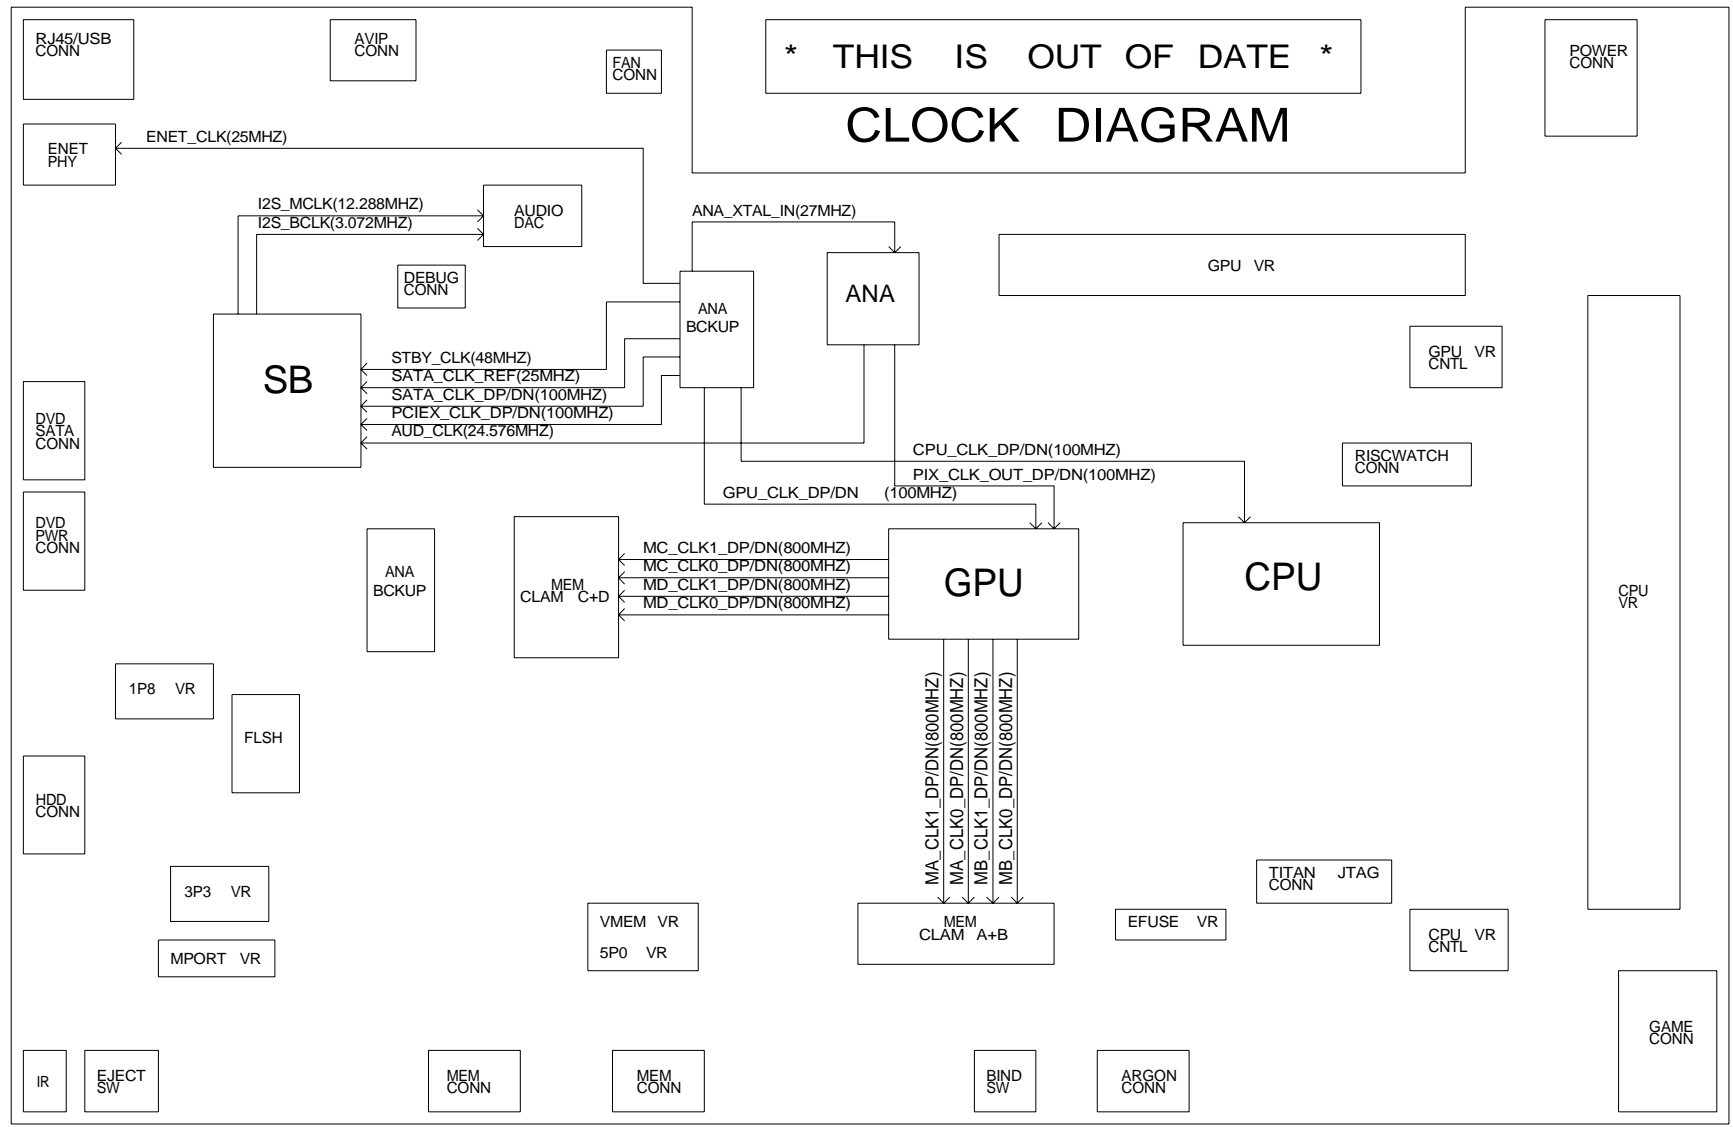 RJ45/USB
CONN
AVIP
CONN
FAN
CONN
* THIS IS OUT OF DATE *
CLOCK DIAGRAM
POWER
CONN
ENET
PHY
ENET_CLK(25MHZ)
I2S_MCLK(12.288MHZ)
I2S_BCLK(3.072MHZ)
AUDIO
DAC
ANA_XTAL_IN(27MHZ)
DEBUG
CONN
ANA
BCKUP
ANA
GPU VR
GPU VR
CNTL
SB
STBY_CLK(48MHZ)
SATA_CLK_REF(25MHZ)
SATA_CLK_DP/DN(100MHZ)
PCIEX_CLK_DP/DN(100MHZ)
AUD_CLK(24.576MHZ)
DVD
SATA
CONN
CPU_CLK_DP/DN(100MHZ)
PIX_CLK_OUT_DP/DN(100MHZ)
GPU_CLK_DP/DN (100MHZ)
RISCWATCH
CONN
DVD
PWR
CONN
ANA
BCKUP
MEM
CLAM C+D
MC_CLK1_DP/DN(800MHZ)
MC_CLK0_DP/DN(800MHZ)
MD_CLK1_DP/DN(800MHZ)
MD_CLK0_DP/DN(800MHZ)
GPU
CPU
CPU
VR
1P8 VR
FLSH
HDD
CONN
MA_CLK1_DP/DN(800MHZ)
MA_CLK0_DP/DN(800MHZ)
MB_CLK1_DP/DN(800MHZ)
MB_CLK0_DP/DN(800MHZ)
3P3 VR
MPORT VR
VMEM VR
5P0 VR
MEM
CLAM A+B
EFUSE VR
TITAN JTAG
CONN
CPU VR
CNTL
GAME
CONN
IR
EJECT
SW
MEM
CONN
MEM
CONN
BIND
SW
ARGON
CONN